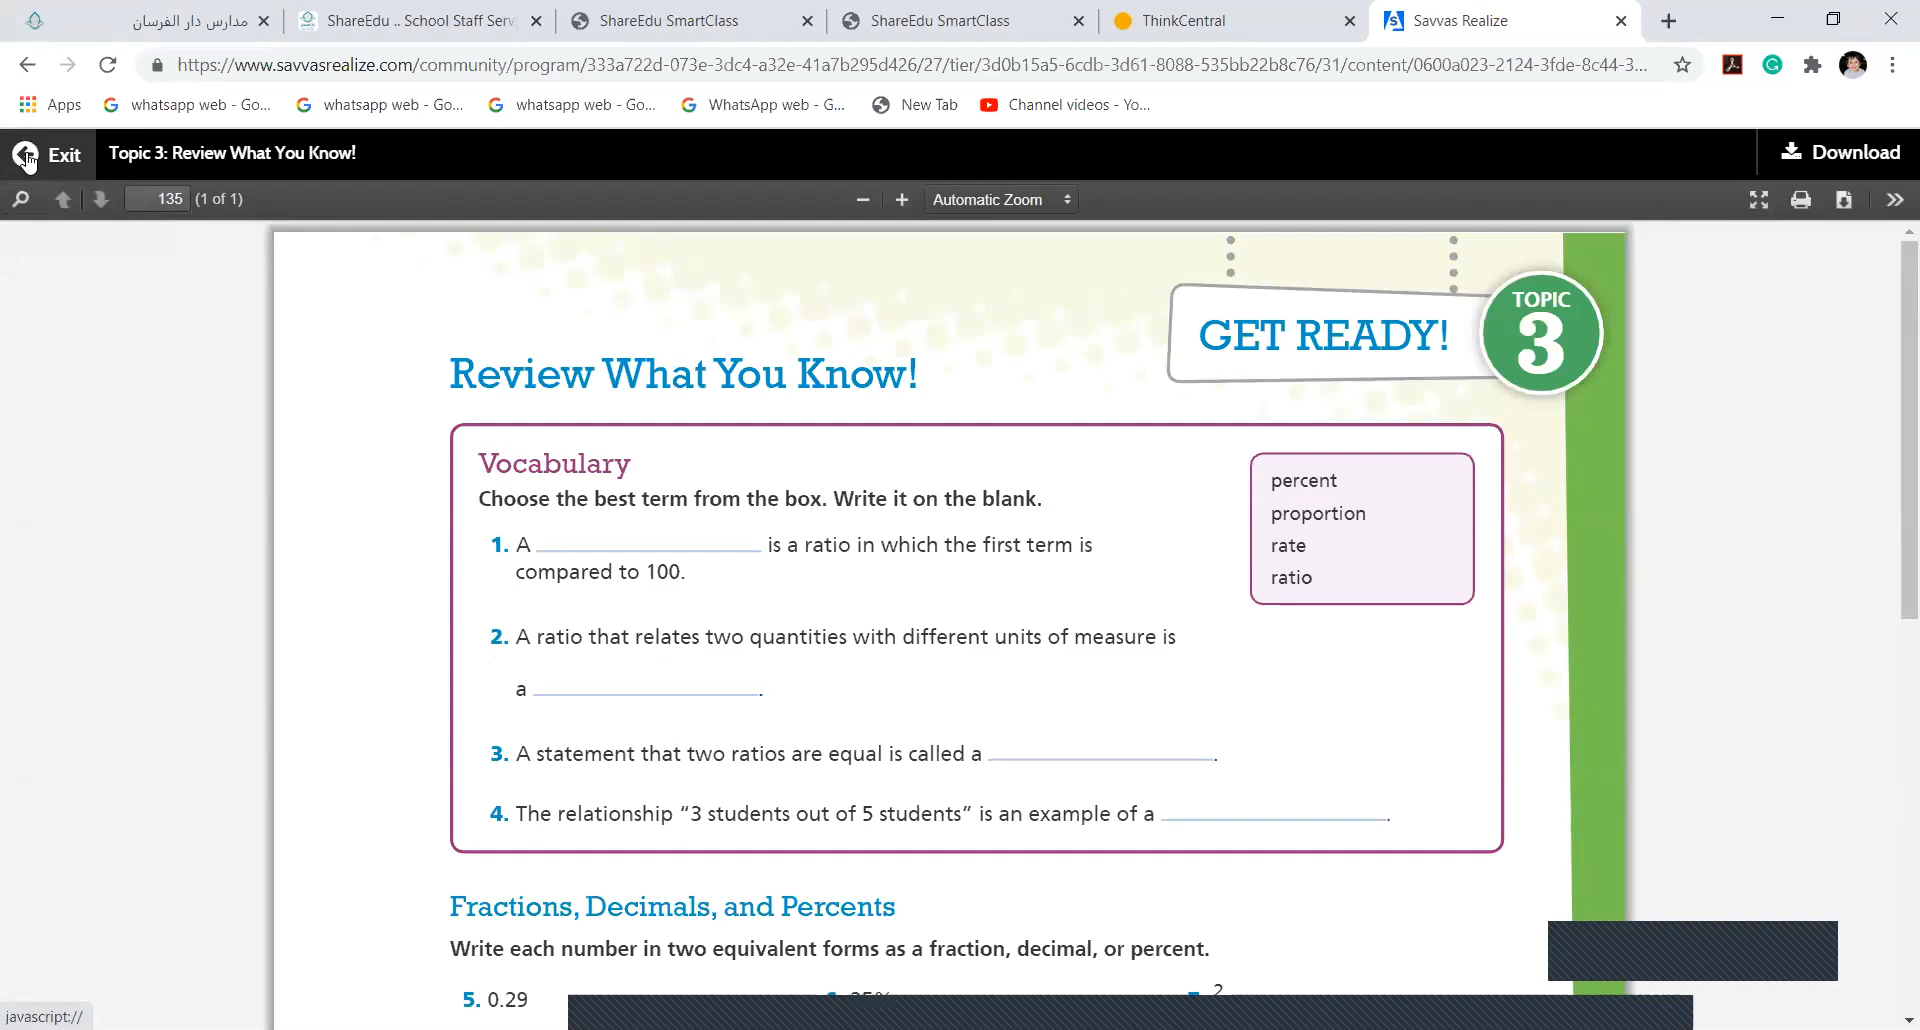 مدارس دار الفرسان
ShareEdu .. School Staff Serv
ShareEdu SmartClass
ShareEdu SmartClass
ThinkCentral
Savvas Realize
https://www.savvasrealize.com/community/program/333a722d-073e-3dc4-a32e-41a7b295d426/27/tier/3d0b15a5-6cdb-3d61-8088-535bb22b8c76/31/content/0600a023-2124-3fde-8c44-3...
Apps
whatsapp web - Go...
whatsapp web - Go...
whatsapp web - Go...
WhatsApp web - G...
New Tab
Channel videos - Yo...
Exit
Topic 3: Review What You Know!
Download
135 (1 of 1)
Automatic Zoom
GET READY!
TOPIC
3
Review What You Know!
Vocabulary
Choose the best term from the box. Write it on the blank.
percent
proportion
rate
ratio
1. A ____ is a ratio in which the first term is
compared to 100.
2. A ratio that relates two quantities with different units of measure is
a ____.
3. A statement that two ratios are equal is called a ____.
4. The relationship “3 students out of 5 students” is an example of a ____.
Fractions, Decimals, and Percents
Write each number in two equivalent forms as a fraction, decimal, or percent.
5. 0.29
javascript://